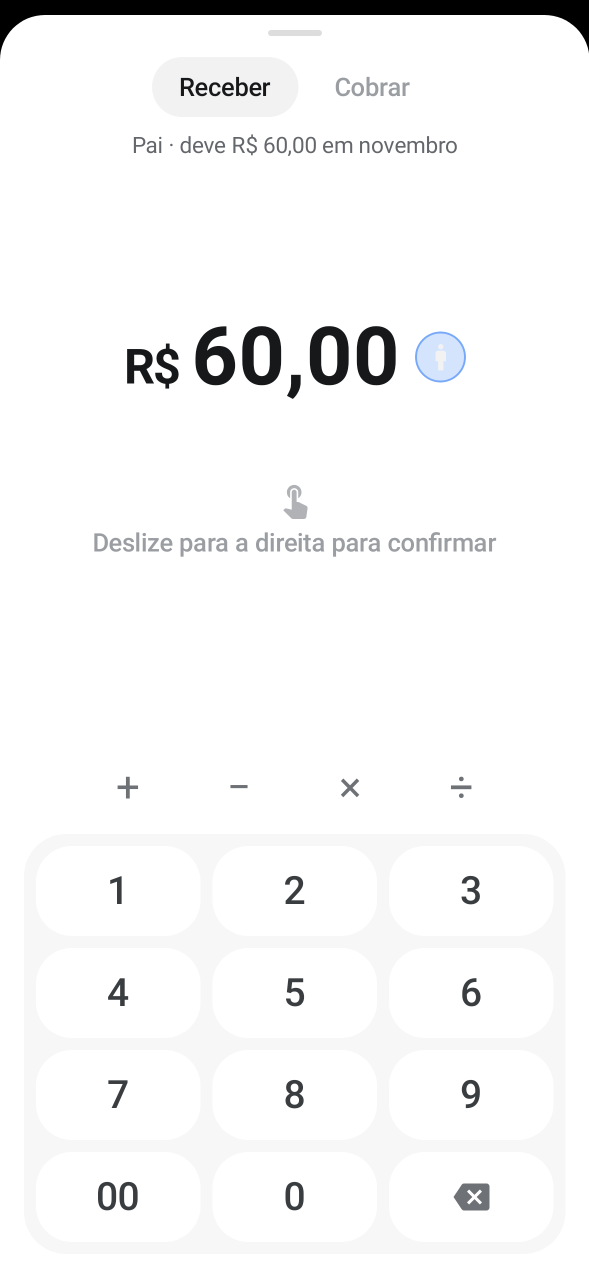 Receber Cobrar
Pai · deve R$ 60,00 em novembro
R$ 60,00
Deslize para a direita para confirmar
+ − × ÷
1 2 3
4 5 6
7 8 9
00 0